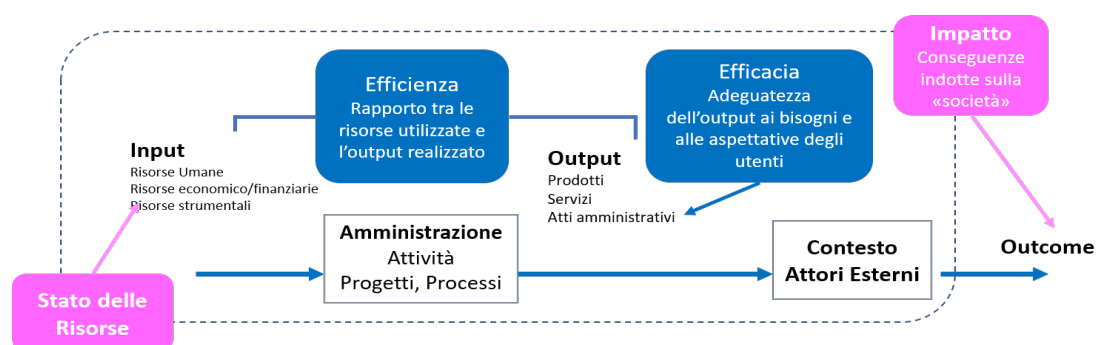 Impatto
Conseguenze
indotte sulla
«società»
Efficienza
Rapporto tra le
risorse utilizzate e
l’output realizzato
Efficacia
Adeguatezza
dell’output ai bisogni e
alle aspettative degli
utenti
Input
Risorse Umane
Risorse economico/finanziarie
Risorse strumentali
Output
Prodotti
Servizi
Atti amministrativi
Amministrazione
Attività
Progetti, Processi
Contesto
Attori Esterni
Outcome
Stato delle
Risorse